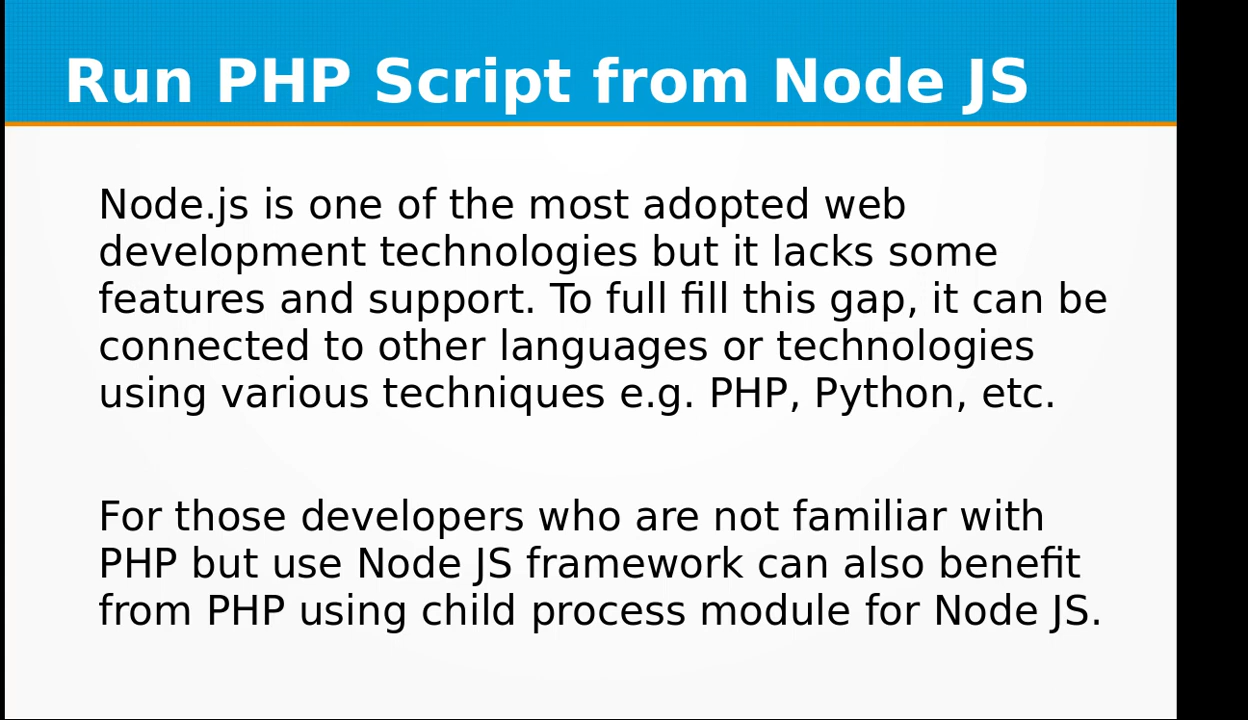 Run PHP Script from Node JS
Node.js is one of the most adopted web
development technologies but it lacks some
features and support. To full fill this gap, it can be
connected to other languages or technologies
using various techniques e.g. PHP, Python, etc.
For those developers who are not familiar with
PHP but use Node JS framework can also benefit
from PHP using child process module for Node JS.